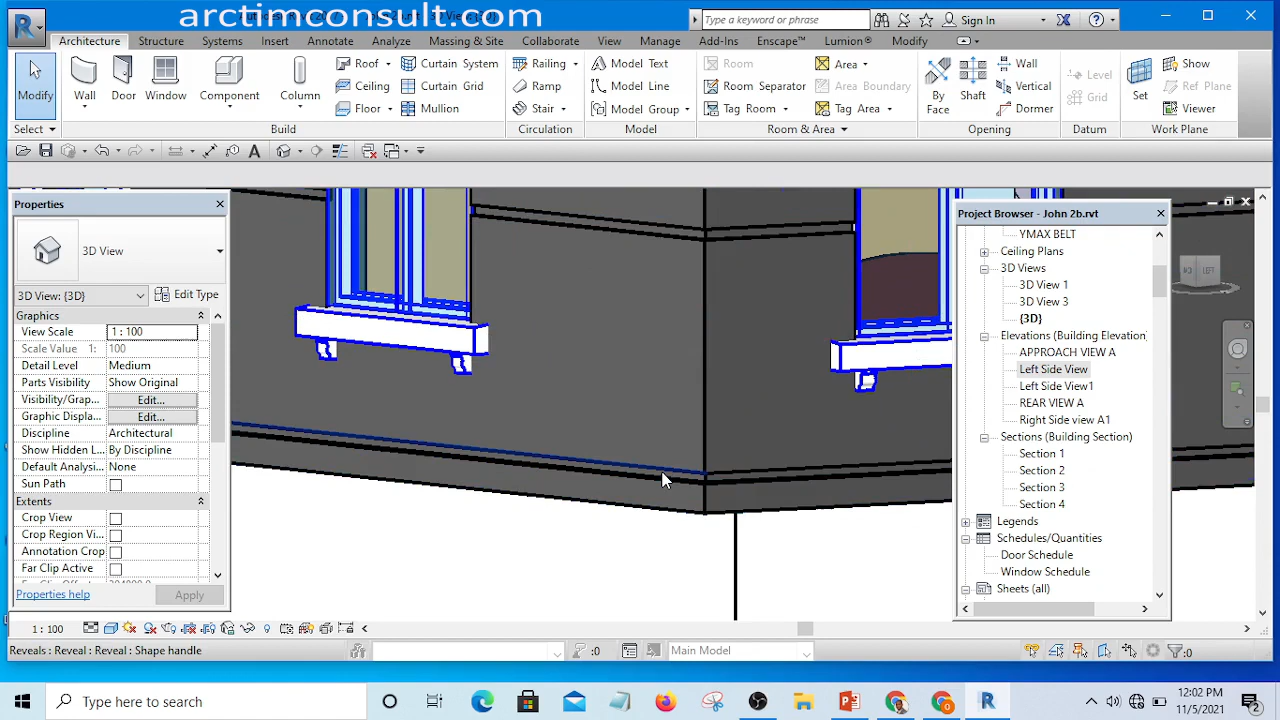 arctimconsult.com
Type a keyword or phrase
Sign In
Architecture Structure Systems Insert Annotate Analyze Massing & Site Collaborate View Manage Add-Ins Enscape™ Lumion® Modify
Modify Wall Door Window Component Column Roof Ceiling Floor Curtain System Curtain Grid Mullion Railing Ramp Stair Model Text Model Line Model Group Room Room Separator Tag Room Area Area Boundary Tag Area By Face Shaft Wall Vertical Dormer Level Grid Set Show Ref Plane Viewer
Select Build Circulation Model Room & Area Opening Datum Work Plane
Properties
3D View
3D View: {3D} Edit Type
Graphics
View Scale 1 : 100
Scale Value 1: 100
Detail Level Medium
Parts Visibility Show Original
Visibility/Grap... Edit...
Graphic Displa... Edit...
Discipline Architectural
Show Hidden L... By Discipline
Default Analysi... None
Sun Path
Extents
Crop View
Crop Region Vi...
Annotation Crop
Far Clip Active
Properties help Apply
LEFT
Project Browser - John 2b.rvt
YMAX BELT
Ceiling Plans
3D Views
3D View 1
3D View 3
{3D}
Elevations (Building Elevation)
APPROACH VIEW A
Left Side View
Left Side View1
REAR VIEW A
Right Side view A1
Sections (Building Section)
Section 1
Section 2
Section 3
Section 4
Legends
Schedules/Quantities
Door Schedule
Window Schedule
Sheets (all)
1 : 100
Reveals : Reveal : Reveal : Shape handle :0 Main Model :0
Type here to search
12:02 PM
11/5/2021
2